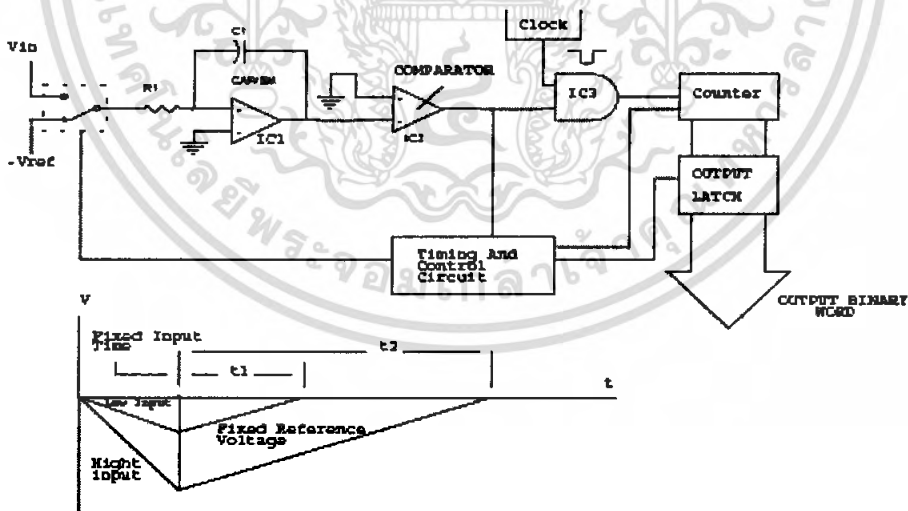 Clock
Vin
C1
R1
COMPARATOR
IC1
IC2
IC3
Counter
-Vref
OUTPUT
LATCH
Timing And
Control
Circuit
OUTPUT BINARY
WORD
V
Fixed Input
Time
t1
t2
t
Low Input
Fixed Reference
Voltage
Hight
input